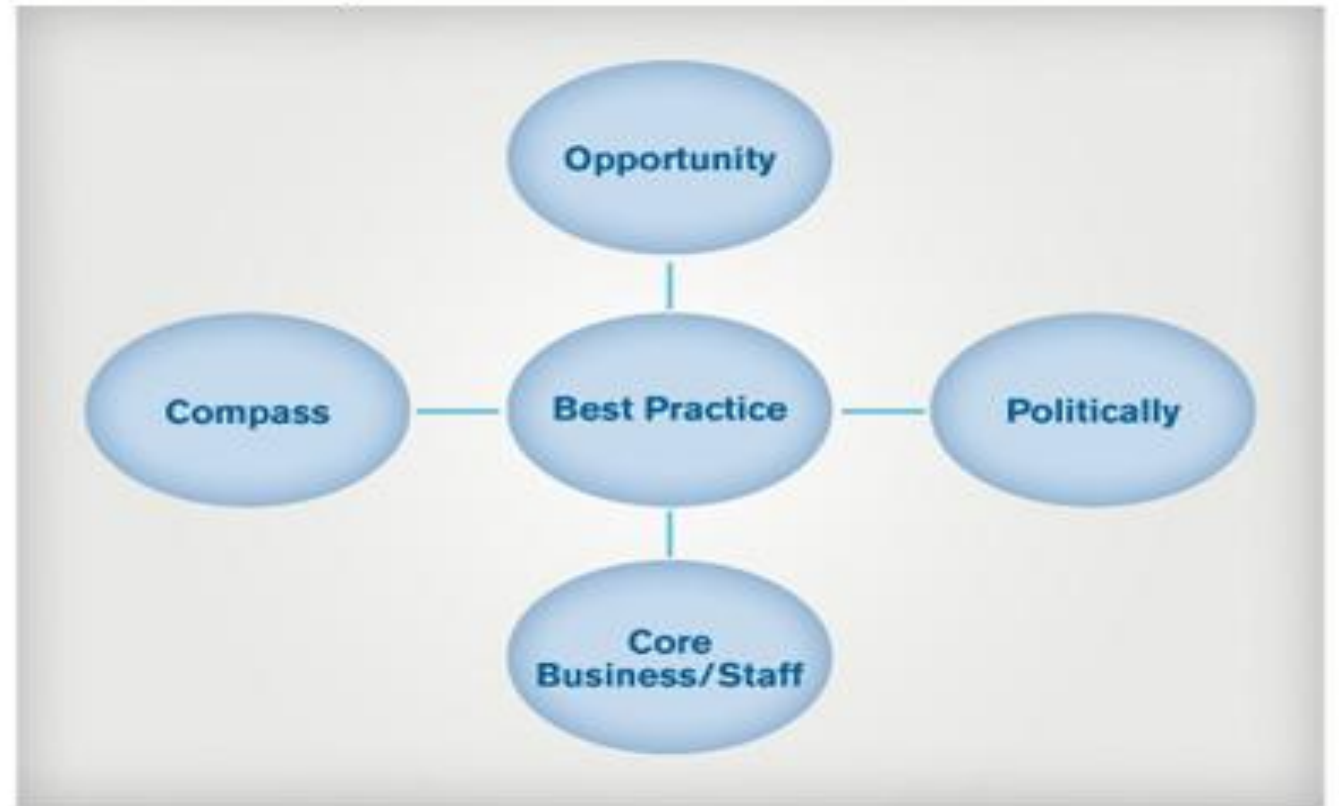 Opportunity
Compass
Best Practice
Politically
Core
Business/Staff